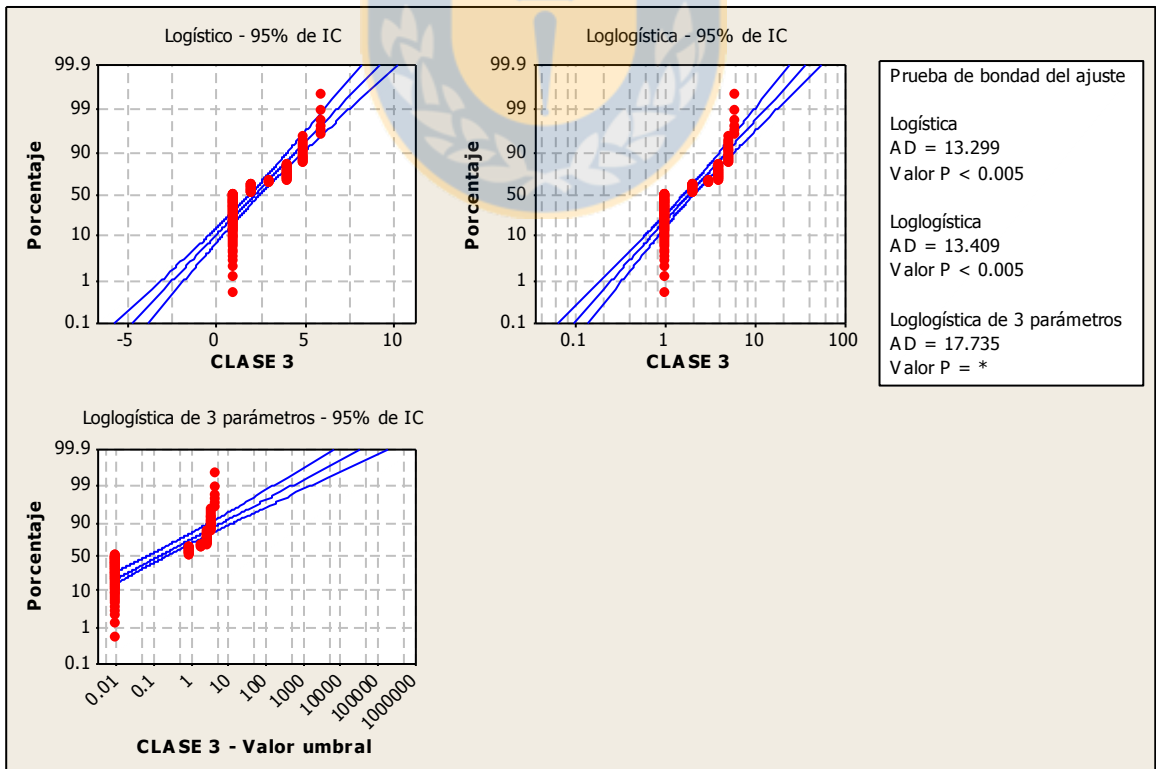 Logístico - 95% de IC
99.9
99
90
50
10
1
0.1
Porcentaje
-5 0 5 10
CLASE 3
Loglogística - 95% de IC
99.9
99
90
50
10
1
0.1
Porcentaje
0.1 1 10 100
CLASE 3
Prueba de bondad del ajuste
Logística
AD = 13.299
Valor P < 0.005
Loglogística
AD = 13.409
Valor P < 0.005
Loglogística de 3 parámetros
AD = 17.735
Valor P = *
Loglogística de 3 parámetros - 95% de IC
99.9
99
90
50
10
1
0.1
Porcentaje
0.01 0.1 1 10 100 1000 10000 100000 1000000
CLASE 3 - Valor umbral